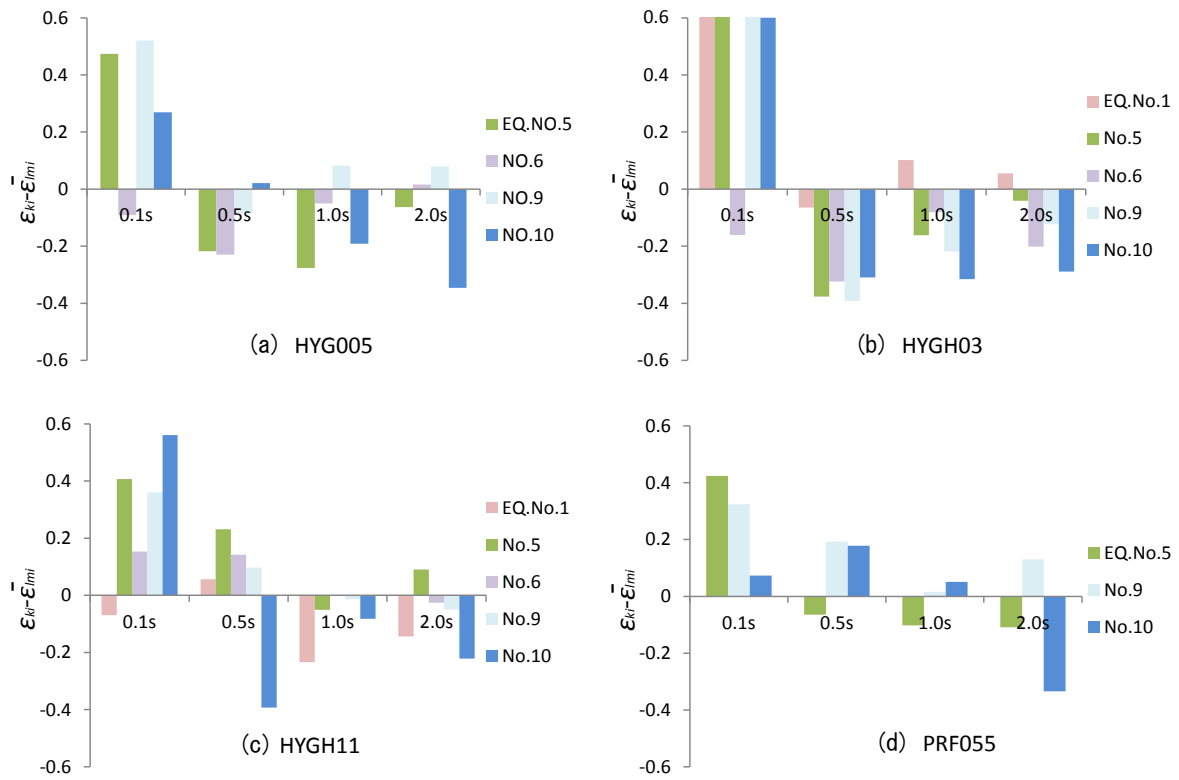 0.6
0.4
0.2
0
-0.2
-0.4
-0.6
ε̄ki-ε̄lmi
0.1s 0.5s 1.0s 2.0s
EQ.NO.5
NO.6
NO.9
NO.10
(a) HYG005
0.6
0.4
0.2
0
-0.2
-0.4
-0.6
εki-ε̄lmi
0.1s 0.5s 1.0s 2.0s
EQ.No.1
No.5
No.6
No.9
No.10
(b) HYGH03
0.6
0.4
0.2
0
-0.2
-0.4
-0.6
εki-ε̄lmi
0.1s 0.5s 1.0s 2.0s
EQ.No.1
No.5
No.6
No.9
No.10
(c) HYGH11
0.6
0.4
0.2
0
-0.2
-0.4
-0.6
εki-ε̄lmi
0.1s 0.5s 1.0s 2.0s
EQ.No.5
No.9
No.10
(d) PRF055